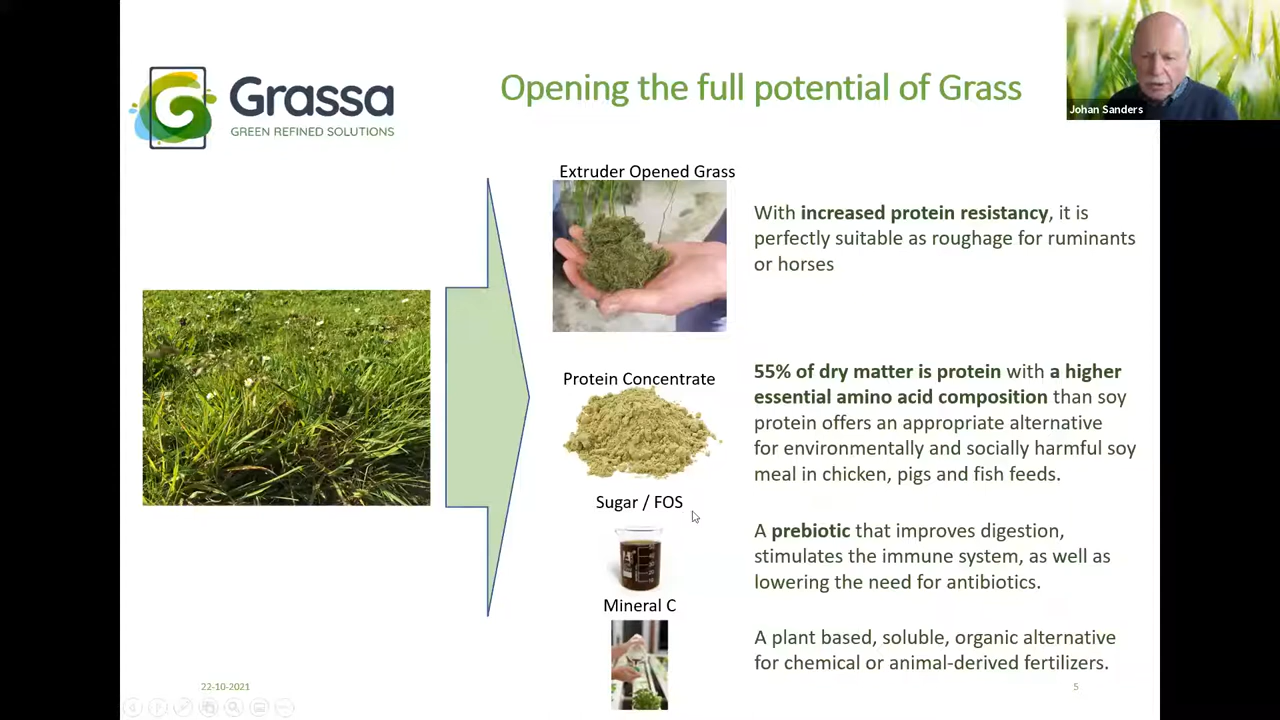 Grassa
GREEN REFINED SOLUTIONS
Opening the full potential of Grass
Johan Sanders
Extruder Opened Grass
With increased protein resistancy, it is
perfectly suitable as roughage for ruminants
or horses
Protein Concentrate
55% of dry matter is protein with a higher
essential amino acid composition than soy
protein offers an appropriate alternative
for environmentally and socially harmful soy
meal in chicken, pigs and fish feeds.
Sugar / FOS
A prebiotic that improves digestion,
stimulates the immune system, as well as
lowering the need for antibiotics.
Mineral C
A plant based, soluble, organic alternative
for chemical or animal-derived fertilizers.
22-10-2021
5